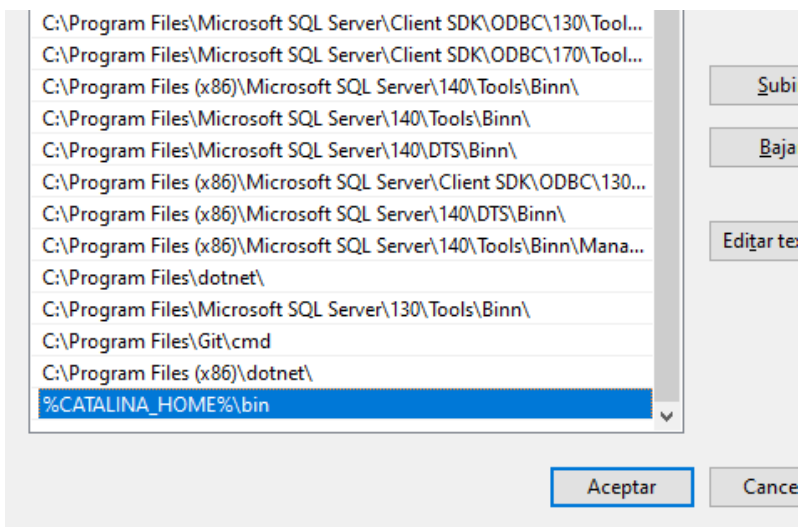 C:\Program Files\Microsoft SQL Server\Client SDK\ODBC\130\Tool...
C:\Program Files\Microsoft SQL Server\Client SDK\ODBC\170\Tool...
C:\Program Files (x86)\Microsoft SQL Server\140\Tools\Binn\
C:\Program Files\Microsoft SQL Server\140\Tools\Binn\
C:\Program Files\Microsoft SQL Server\140\DTS\Binn\
C:\Program Files (x86)\Microsoft SQL Server\Client SDK\ODBC\130...
C:\Program Files (x86)\Microsoft SQL Server\140\DTS\Binn\
C:\Program Files (x86)\Microsoft SQL Server\140\Tools\Binn\Mana...
C:\Program Files\dotnet\
C:\Program Files\Microsoft SQL Server\130\Tools\Binn\
C:\Program Files\Git\cmd
C:\Program Files (x86)\dotnet\
%CATALINA_HOME%\bin
Subi
Baja
Editar tex
Aceptar
Cance